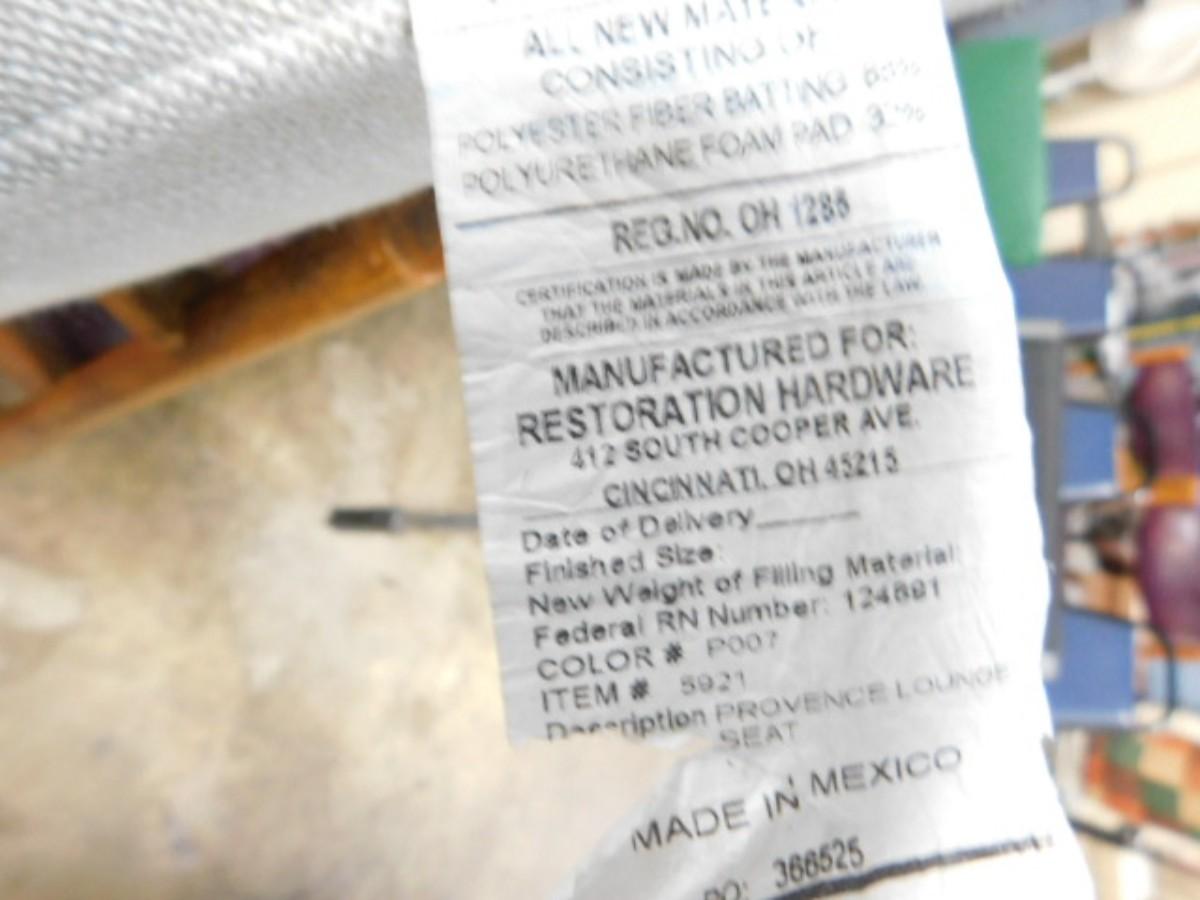 ALL NEW MATERIAL
CONSISTING OF
POLYESTER FIBER BATTING
POLYURETHANE FOAM PAD
REG.NO. OH 1288
CERTIFICATION IS MADE BY THE MANUFACTURER
THAT THE MATERIALS IN THIS ARTICLE ARE
DESCRIBED IN ACCORDANCE WITH THE LAW.
MANUFACTURED FOR:
RESTORATION HARDWARE
412 SOUTH COOPER AVE.
CINCINNATI, OH 45215
Date of Delivery
Finished Size:
New Weight of Filling Material:
Federal RN Number: 124691
COLOR # P007
ITEM # 5921
Description PROVENCE LOUNGE
SEAT
MADE IN MEXICO
PO: 366525